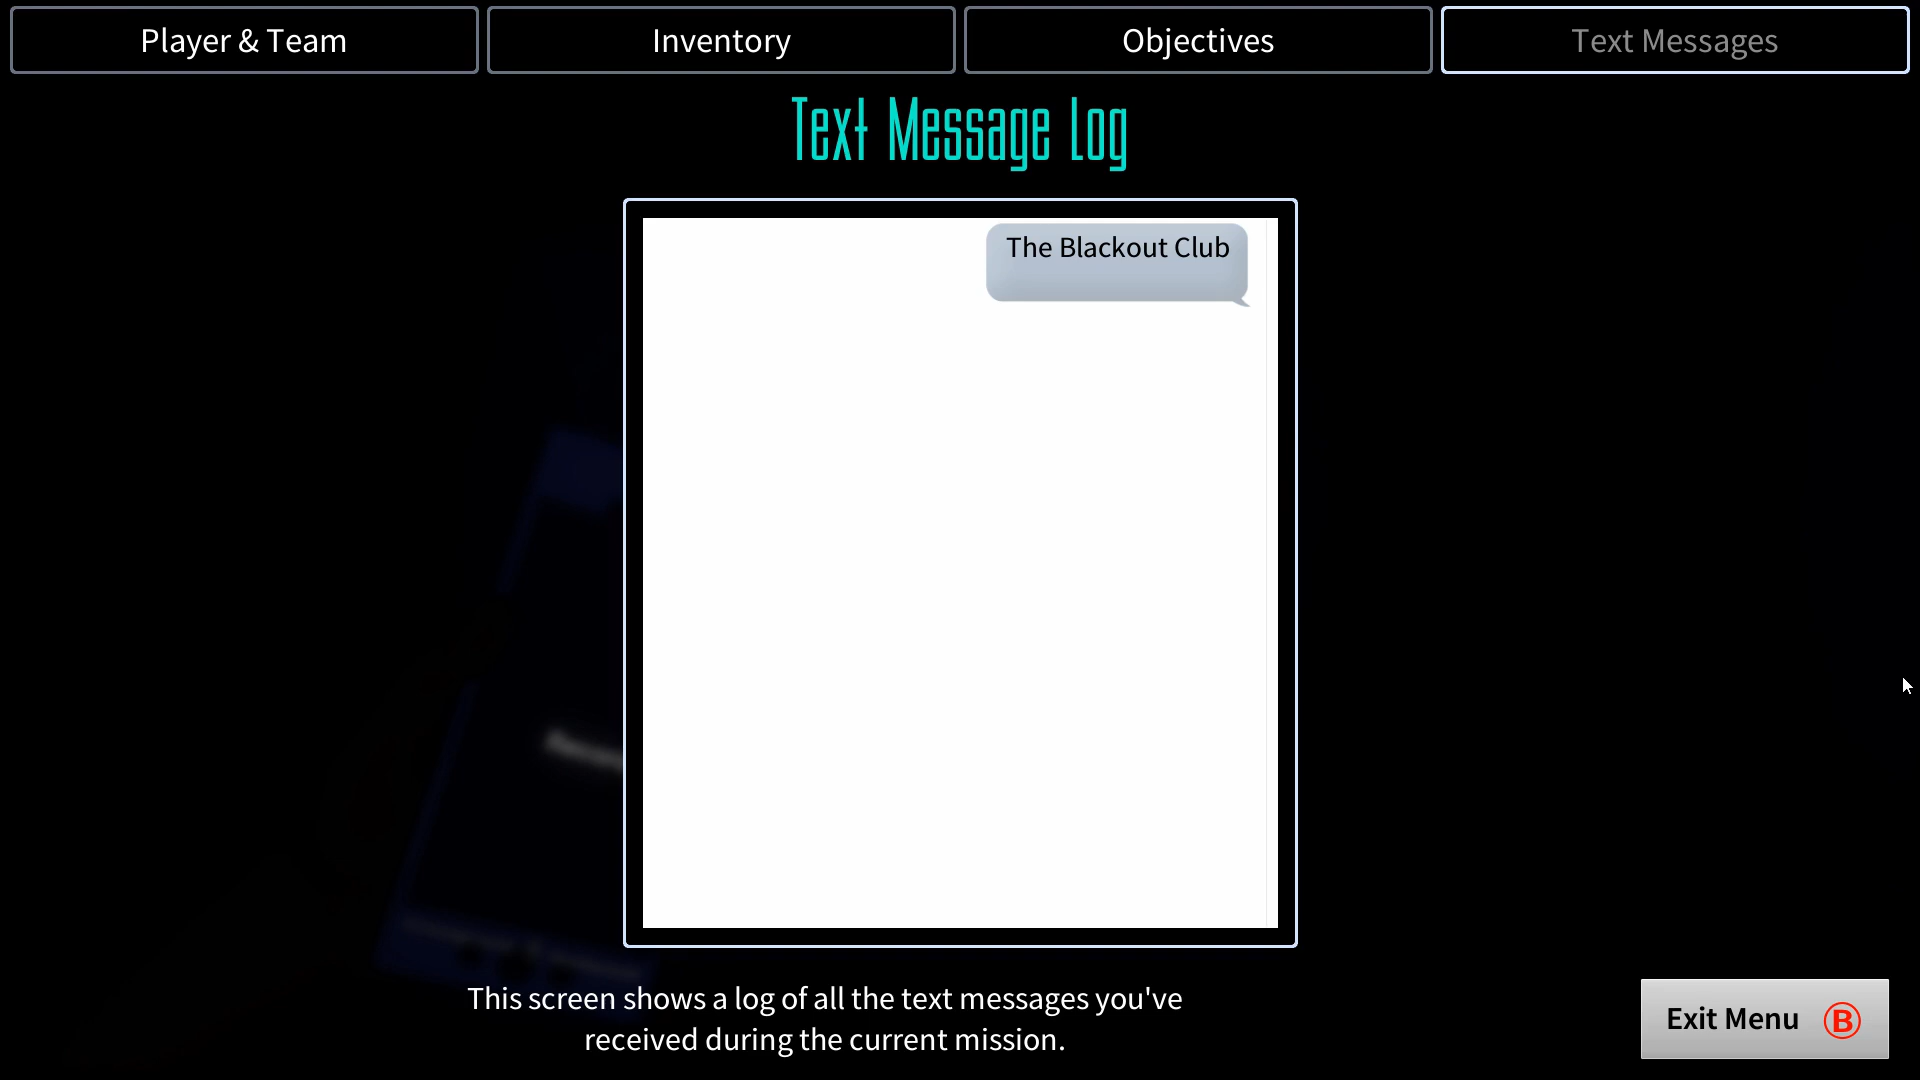 Player & Team
Inventory
Objectives
Text Messages
Text Message Log
The Blackout Club
This screen shows a log of all the text messages you've
received during the current mission.
Exit Menu B